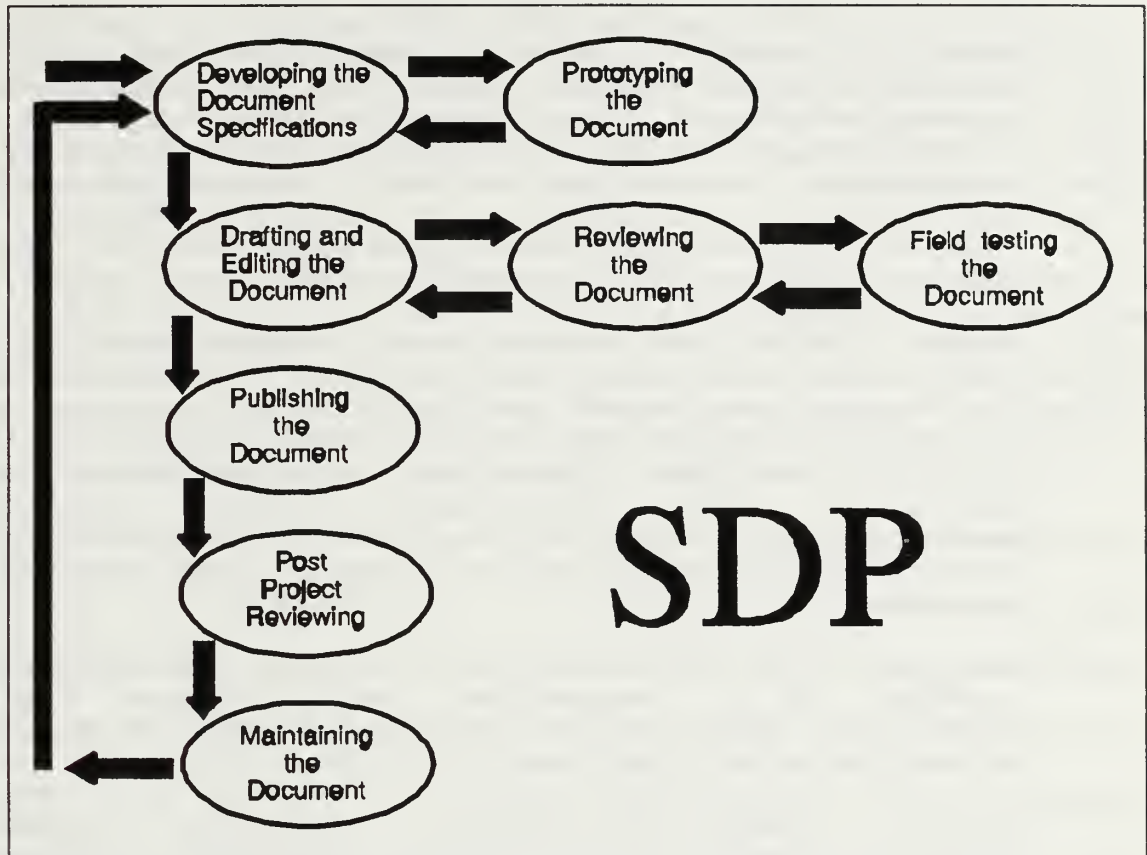 Developing the
Document
Specifications
Prototyping
the
Document
Drafting and
Editing the
Document
Reviewing
the
Document
Field testing
the
Document
Publishing
the
Document
SDP
Post
Project
Reviewing
Maintaining
the
Document